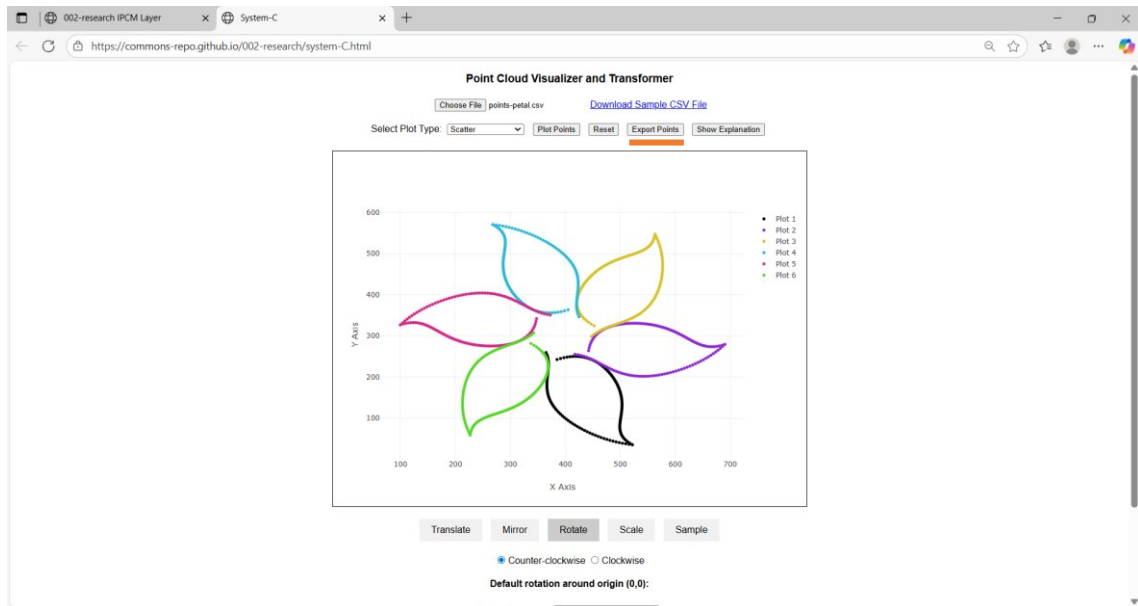 002-research IPCM Layer
System-C
https://commons-repo.github.io/002-research/system-C.html
Point Cloud Visualizer and Transformer
Choose File points-petal.csv Download Sample CSV File
Select Plot Type: Scatter Plot Points Reset Export Points Show Explanation
600
500
400
300
200
100
Y Axis
100 200 300 400 500 600 700
X Axis
Plot 1
Plot 2
Plot 3
Plot 4
Plot 5
Plot 6
Translate Mirror Rotate Scale Sample
Counter-clockwise Clockwise
Default rotation around origin (0,0):